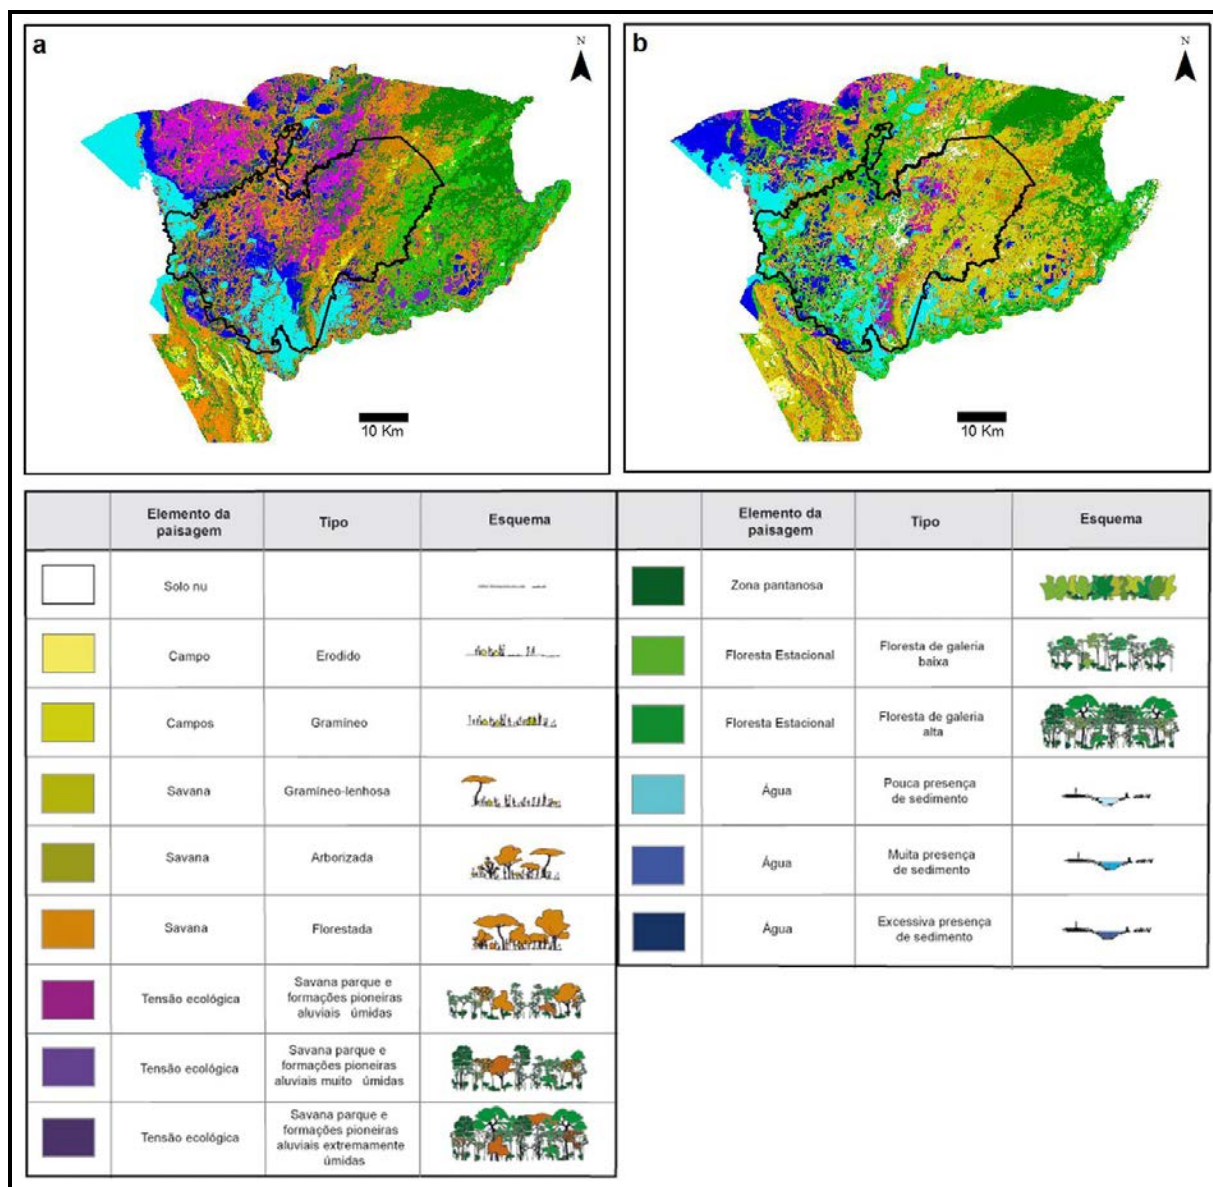 a
N
10 Km
b
N
10 Km
Elemento da
paisagem
Tipo
Esquema
Solo nu
Campo
Erodido
Campos
Gramíneo
Savana
Gramíneo-lenhosa
Savana
Arborizada
Savana
Florestada
Tensão ecológica
Savana parque e
formações pioneiras
aluviais úmidas
Tensão ecológica
Savana parque e
formações pioneiras
aluviais muito úmidas
Tensão ecológica
Savana parque e
formações pioneiras
aluviais extremamente
úmidas
Elemento da
paisagem
Tipo
Esquema
Zona pantanosa
Floresta Estacional
Floresta de galeria
baixa
Floresta Estacional
Floresta de galeria
alta
Água
Pouca presença
de sedimento
Água
Muita presença
de sedimento
Água
Excessiva presença
de sedimento